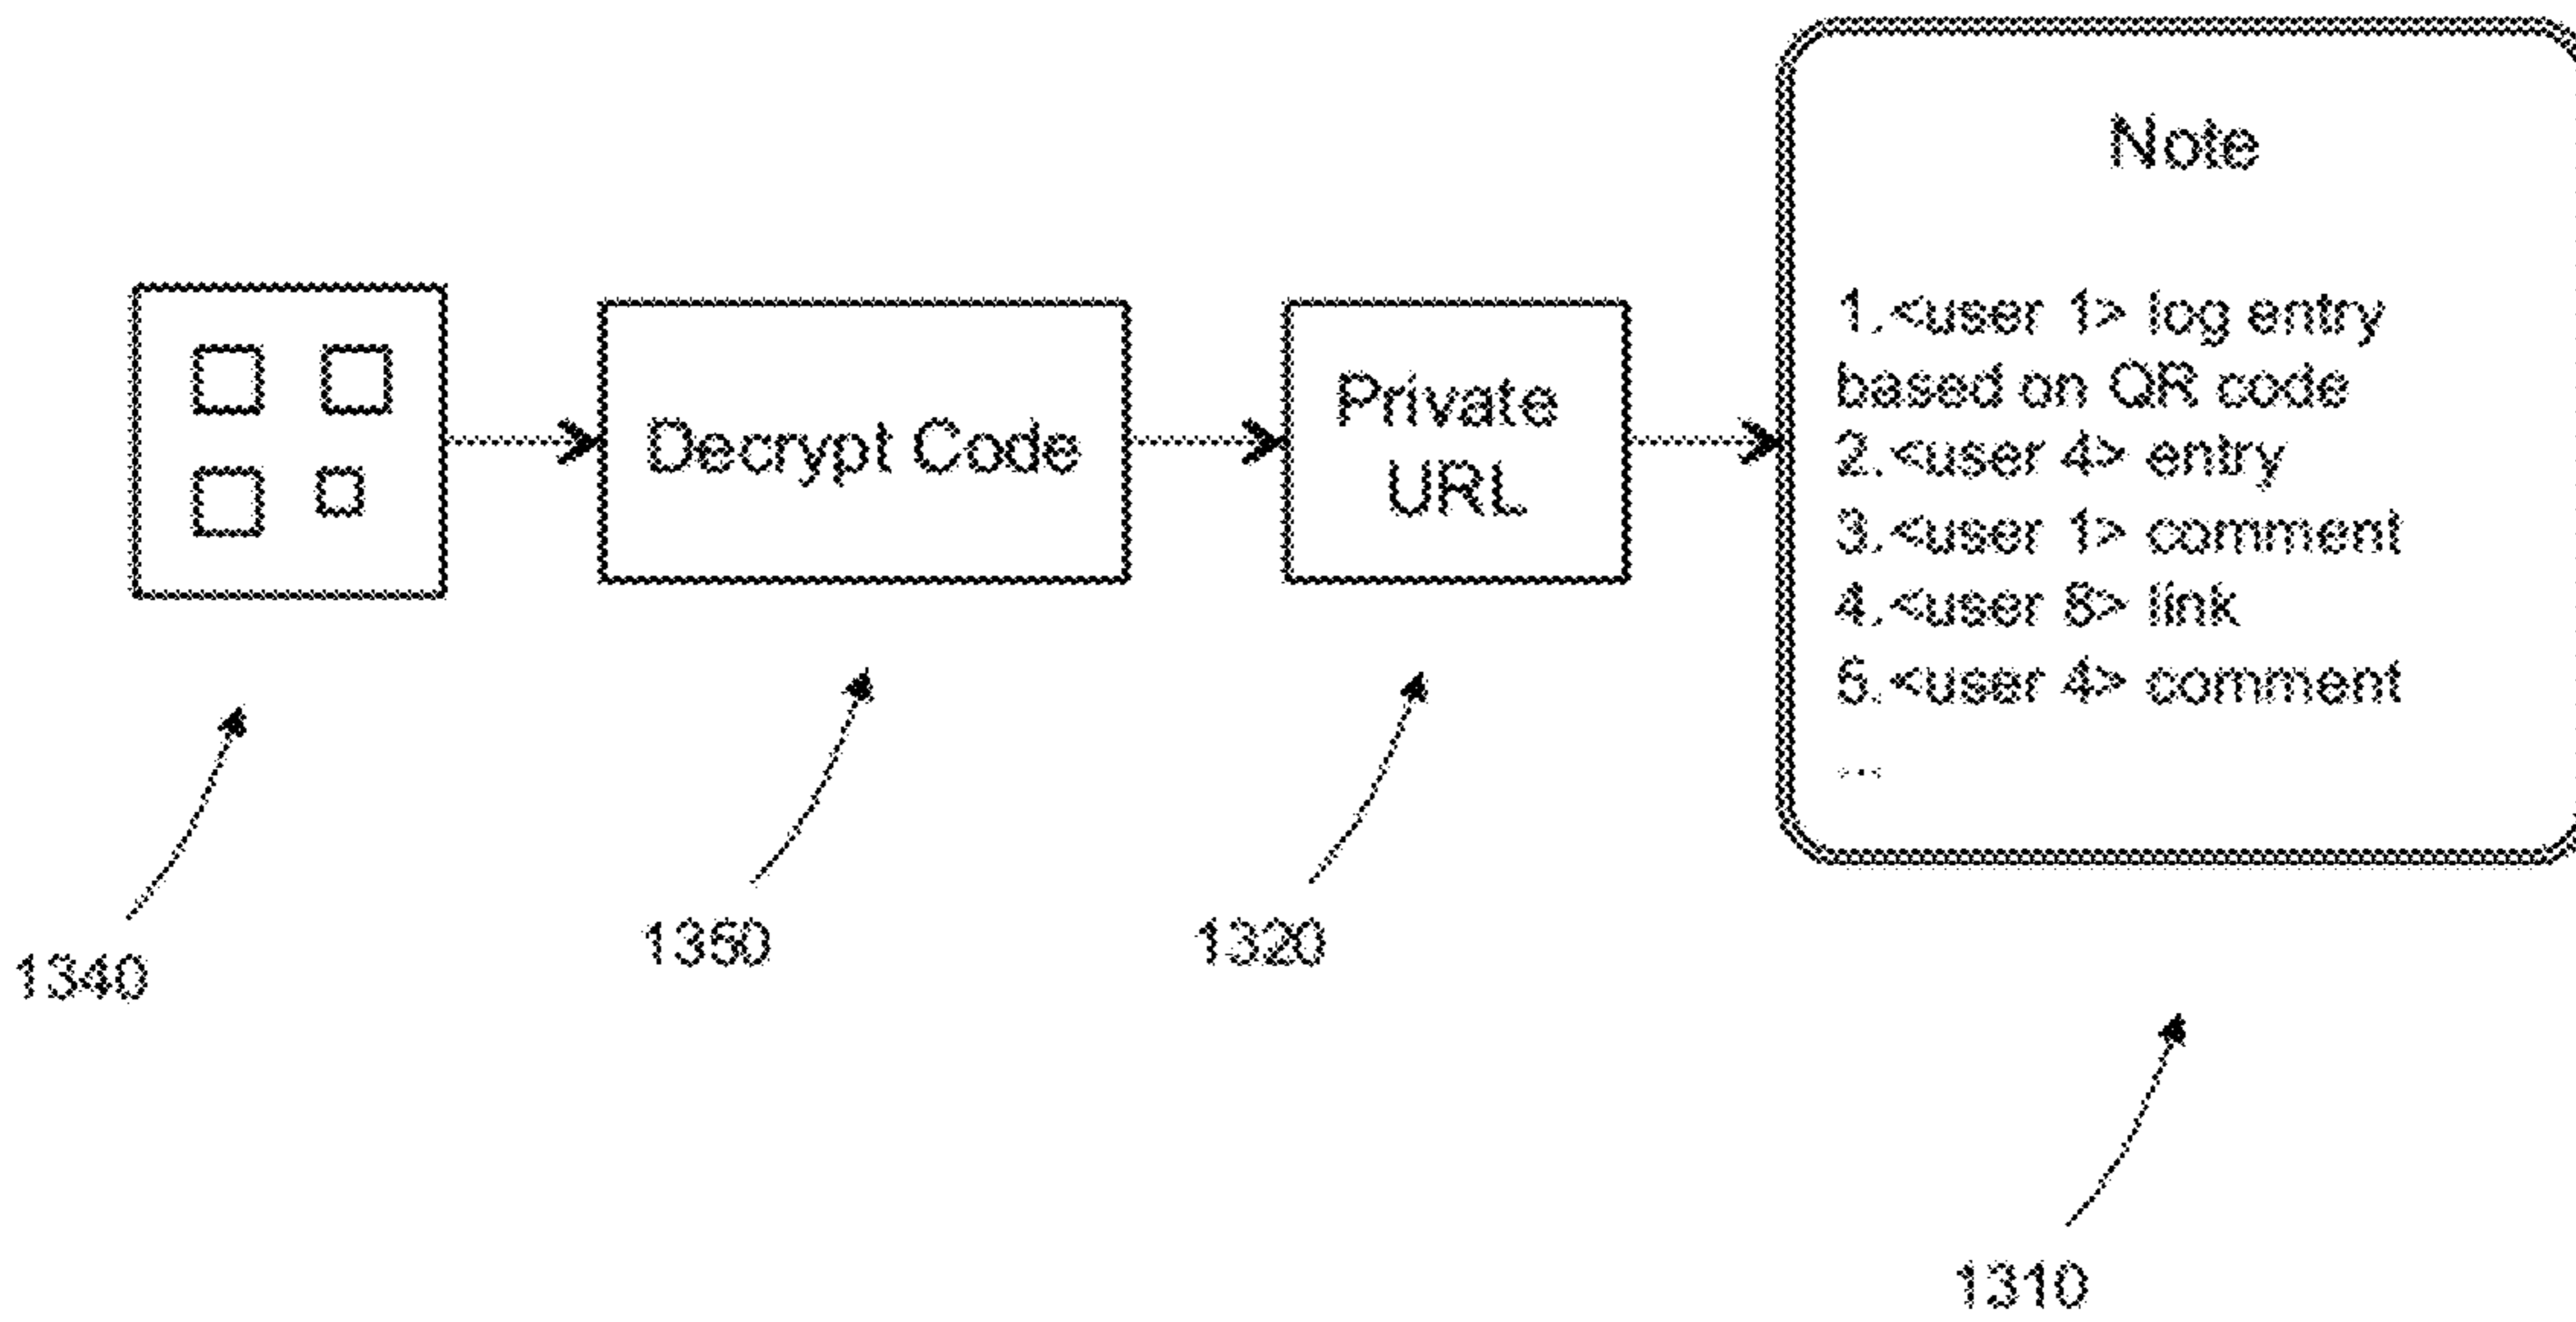 Note
1.<user 1> log entry
based on QR code
2.<user 4> entry
3.<user 1> comment
4.<user 8> link
5.<user 4> comment
...
Decrypt Code
Private
URL
1340
1350
1320
1310